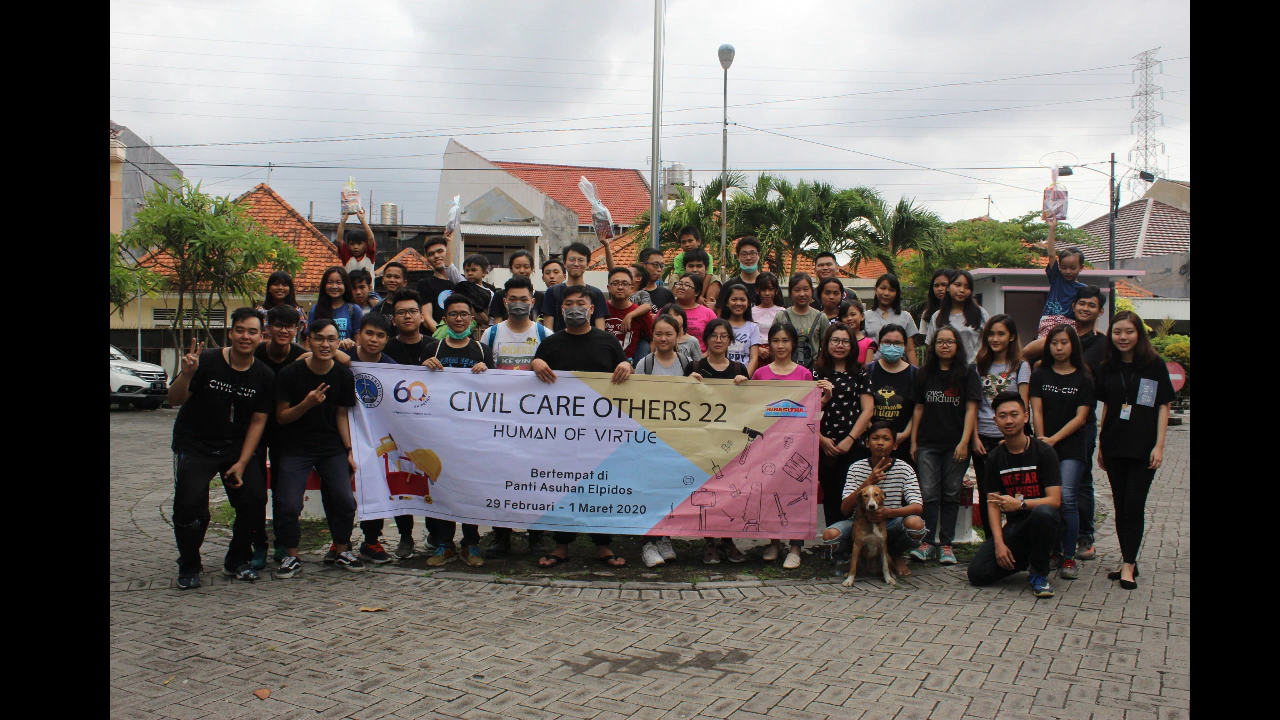 60
CIVIL CARE OTHERS 22
HUMAN OF VIRTUE
Bertempat di
Panti Asuhan Elpidos
29 Februari - 1 Maret 2020
CIVIL-CUP
CIVIL-CUP